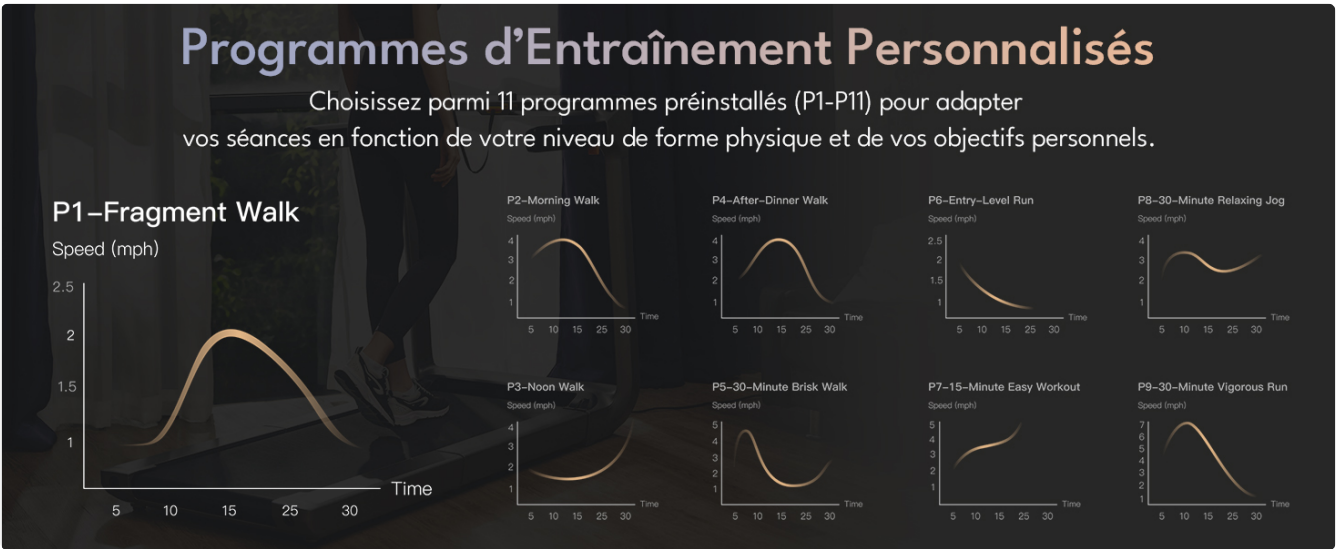 Programmes d’Entraînement Personnalisés
Choisissez parmi 11 programmes préinstallés (P1-P11) pour adapter
vos séances en fonction de votre niveau de forme physique et de vos objectifs personnels.
P1–Fragment Walk
Speed (mph)
2.5
2
1.5
1
Time
5 10 15 25 30
P2–Morning Walk
Speed (mph)
4
3
2
1
Time
5 10 15 25 30
P4–After–Dinner Walk
Speed (mph)
4
3
2
1
Time
5 10 15 25 30
P6–Entry–Level Run
Speed (mph)
2.5
2
1.5
1
Time
5 10 15 25 30
P8–30–Minute Relaxing Jog
Speed (mph)
4
3
2
1
Time
5 10 15 25 30
P3–Noon Walk
Speed (mph)
4
3
2
1
Time
5 10 15 25 30
P5–30–Minute Brisk Walk
Speed (mph)
5
4
3
2
1
Time
5 10 15 25 30
P7–15–Minute Easy Workout
Speed (mph)
5
4
3
2
1
Time
5 10 15 25 30
P9–30–Minute Vigorous Run
Speed (mph)
7
6
5
4
3
2
1
Time
5 10 15 25 30